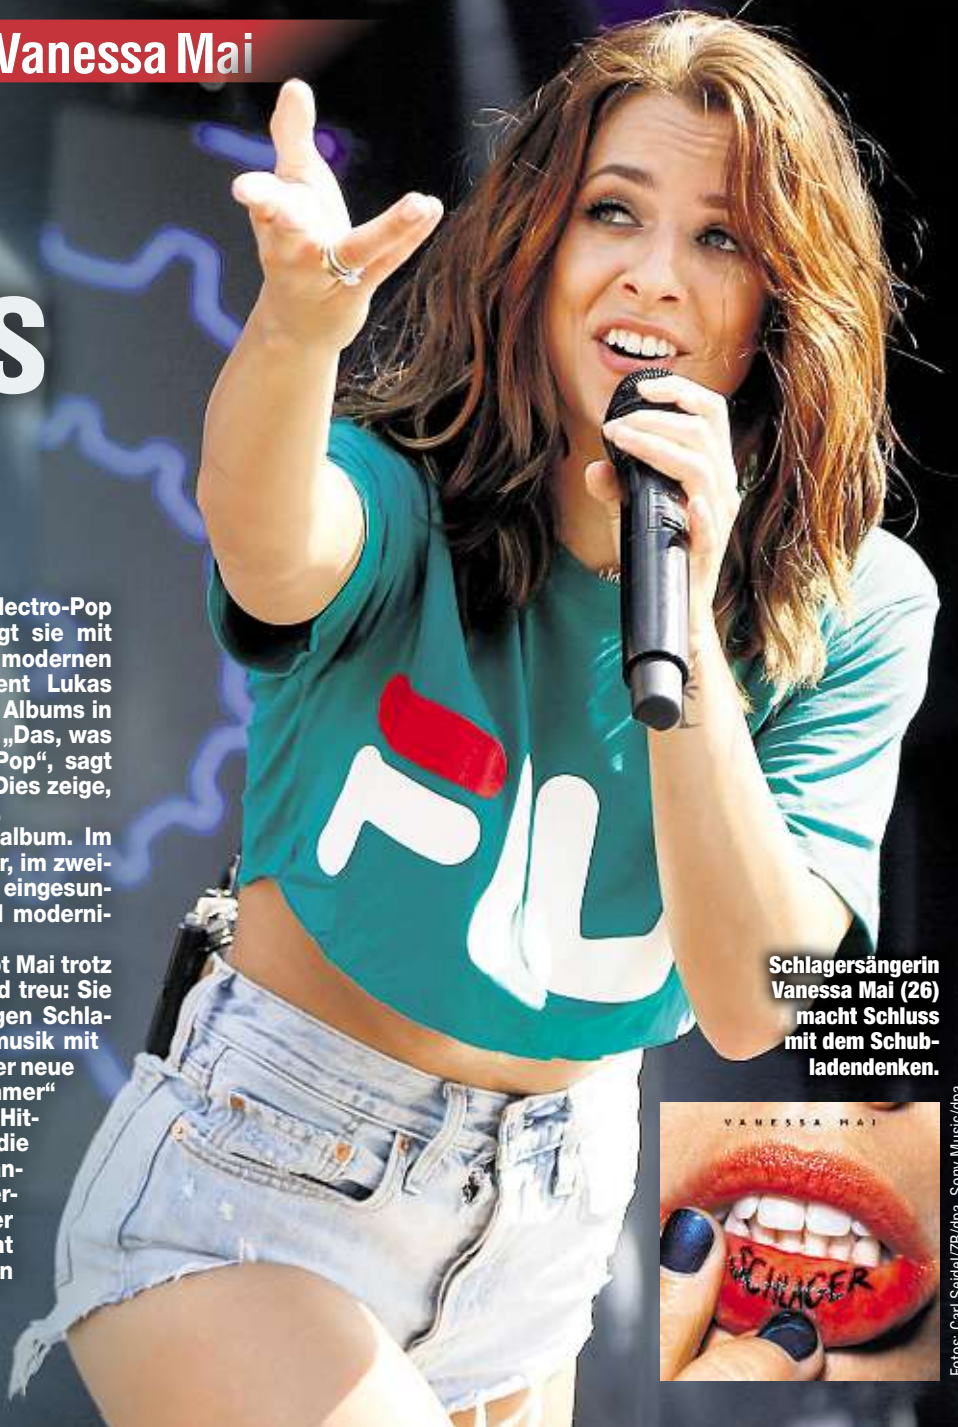 Vanessa Mai
s
lectro-Pop
gt sie mit
modernen
ent Lukas
Albums in
„Das, was
Pop“, sagt
Dies zeige,
album. Im
r, im zwei-
eingesun-
l moderni-
t Mai trotz
d treu: Sie
gen Schla-
musik mit
er neue
mer“
Hit-
die
n-
er-
er
nt
n
FILA
Schlagersängerin
Vanessa Mai (26)
macht Schluss
mit dem Schub-
ladendenken.
VANESSA MAI
SCHLAGER
Fotos: Carl Seidel/ZB/dpa, Sony Music/dpa